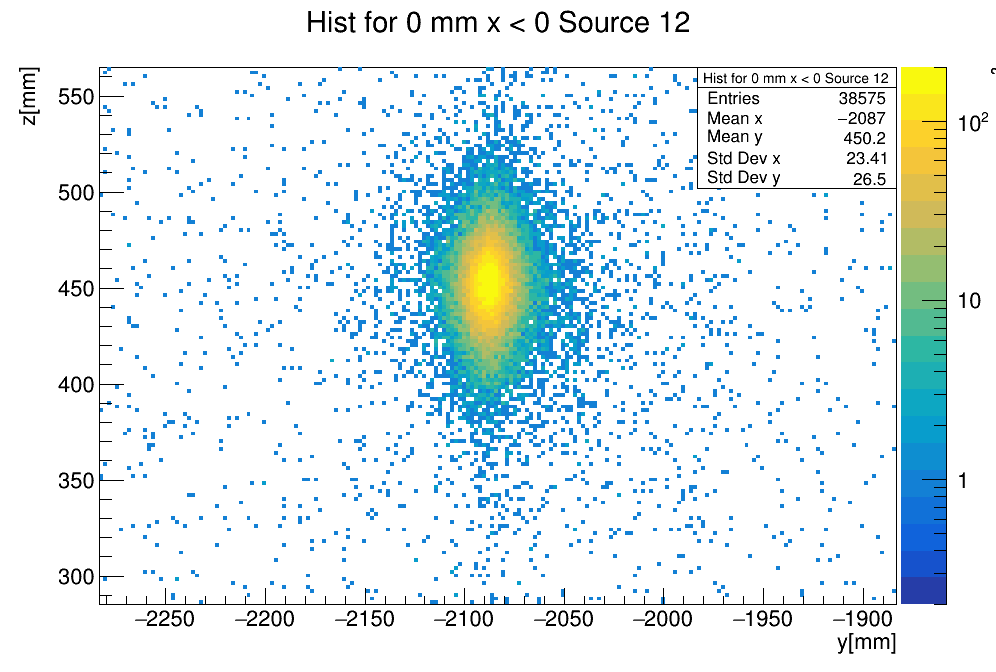 Hist for 0 mm x < 0 Source 12
z[mm]
Hist for 0 mm x < 0 Source 12
Entries 38575
Mean x −2087
Mean y 450.2
Std Dev x 23.41
Std Dev y 26.5
550
500
450
400
350
300
10²
10
1
−2250 −2200 −2150 −2100 −2050 −2000 −1950 −1900
y[mm]